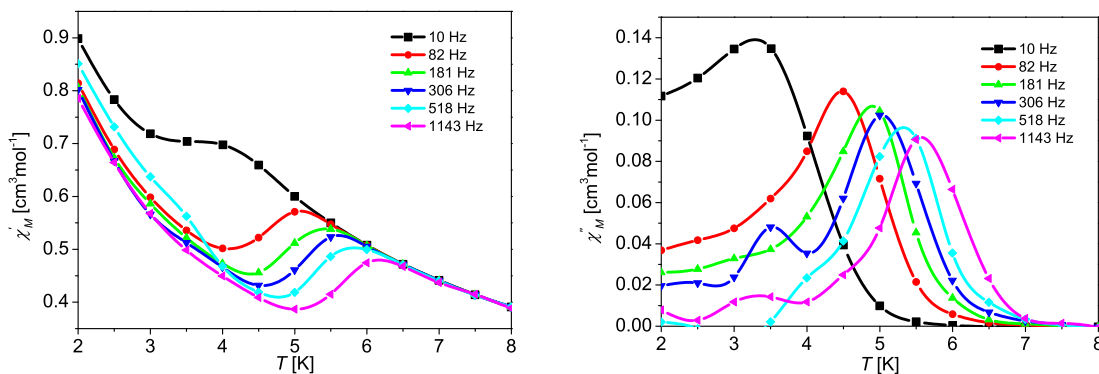 0.9
0.8
0.7
0.6
0.5
0.4
χ′M [cm³mol⁻¹]
10 Hz
82 Hz
181 Hz
306 Hz
518 Hz
1143 Hz
2 3 4 5 6 7 8
T [K]
0.14
0.12
0.10
0.08
0.06
0.04
0.02
0.00
χ″M [cm³mol⁻¹]
10 Hz
82 Hz
181 Hz
306 Hz
518 Hz
1143 Hz
2 3 4 5 6 7 8
T [K]